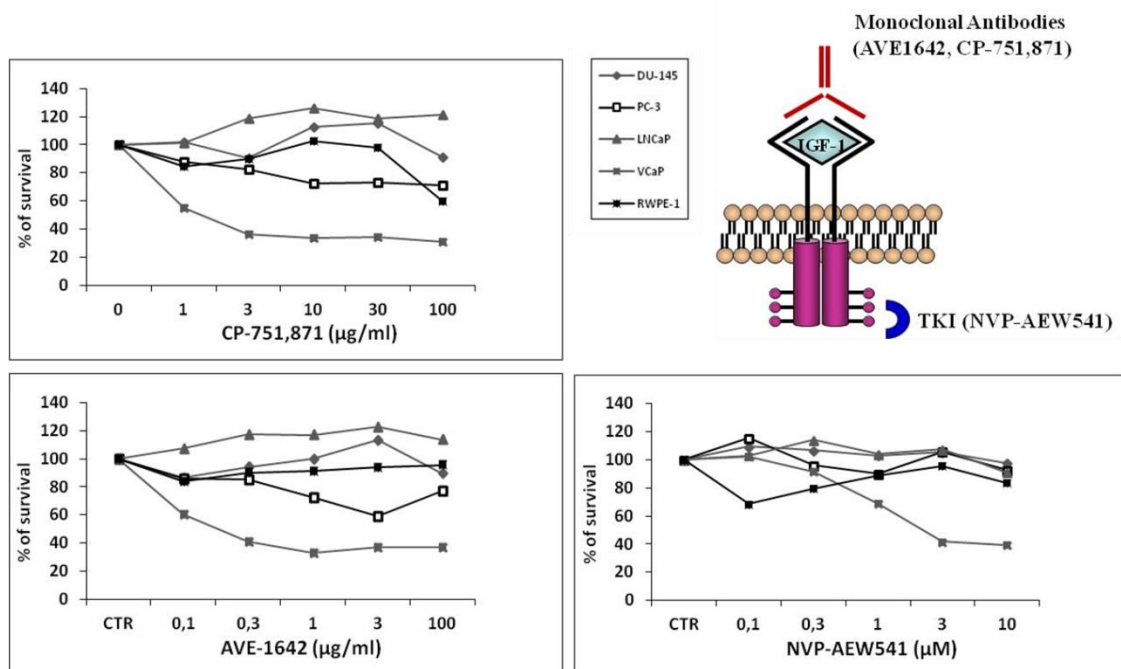 Monoclonal Antibodies
(AVE1642, CP-751,871)
IGF-1
TKI (NVP-AEW541)
DU-145
PC-3
LNCaP
VCaP
RWPE-1
% of survival
140
120
100
80
60
40
20
0
0 1 3 10 30 100
CP-751,871 (µg/ml)
% of survival
140
120
100
80
60
40
20
0
CTR 0,1 0,3 1 3 100
AVE-1642 (µg/ml)
% of survival
140
120
100
80
60
40
20
0
CTR 0,1 0,3 1 3 10
NVP-AEW541 (µM)